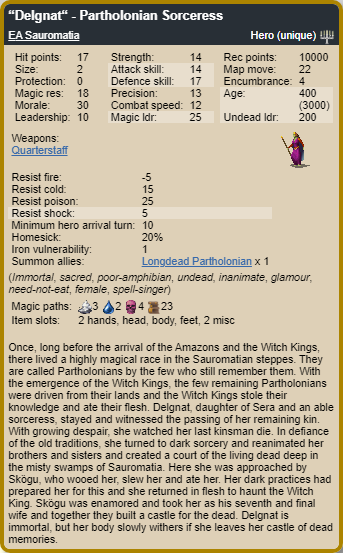 “Delgnat“ - Partholonian Sorceress
EA Sauromatia Hero (unique)
Hit points: 17 Strength: 14 Rec points: 10000
Size: 2 Attack skill: 14 Map move: 22
Protection: 0 Defence skill: 17 Encumbrance: 4
Magic res: 18 Precision: 13 Age: 400
Morale: 30 Combat speed: 12 (3000)
Leadership: 10 Magic ldr: 25 Undead ldr: 200
Weapons:
Quarterstaff
Resist fire: -5
Resist cold: 15
Resist poison: 25
Resist shock: 5
Minimum hero arrival turn: 10
Homesick: 20%
Iron vulnerability: 1
Summon allies: Longdead Partholonian x 1
(Immortal, sacred, poor-amphibian, undead, inanimate, glamour,
need-not-eat, female, spell-singer)
Magic paths: 3 2 4 23
Item slots: 2 hands, head, body, feet, 2 misc
Once, long before the arrival of the Amazons and the Witch Kings,
there lived a highly magical race in the Sauromatian steppes. They
are called Partholonians by the few who still remember them. With
the emergence of the Witch Kings, the few remaining Partholonians
were driven from their lands and the Witch Kings stole their
knowledge and ate their flesh. Delgnat, daughter of Sera and an able
sorceress, stayed and witnessed the passing of her remaining kin.
With growing despair, she watched her last kinsman die. In defiance
of the old traditions, she turned to dark sorcery and reanimated her
brothers and sisters and created a court of the living dead deep in
the misty swamps of Sauromatia. Here she was approached by
Skögu, who wooed her, slew her and ate her. Her dark practices had
prepared her for this and she returned in flesh to haunt the Witch
King. Skögu was enamored and took her as his seventh and final
wife and together they built a castle for the dead. Delgnat is
immortal, but her body slowly withers if she leaves her castle of dead
memories.